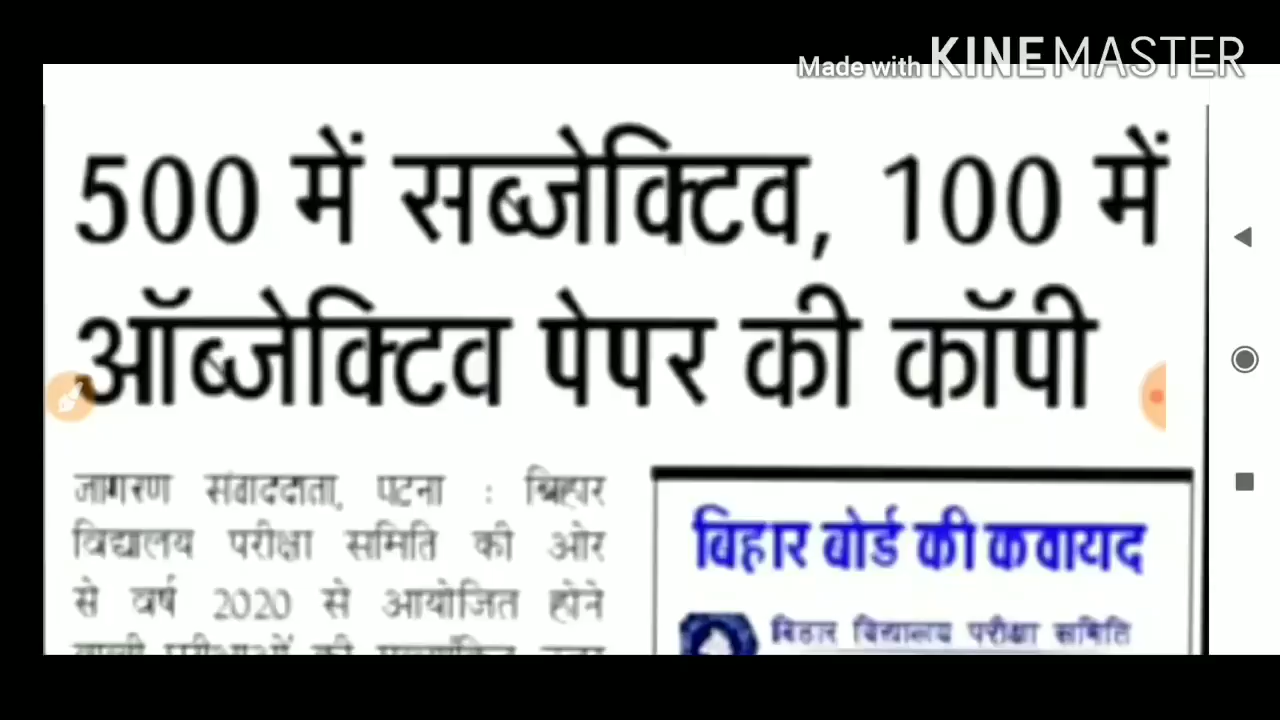 Made with KINEMASTER
500 में सब्जेक्टिव, 100 में
ऑब्जेक्टिव पेपर की कॉपी
जागरण संवाददाता, पटना : बिहार
विद्यालय परीक्षा समिति की ओर
से वर्ष 2020 से आयोजित होने
बिहार बोर्ड की कवायद
बिहार विद्यालय परीक्षा समिति